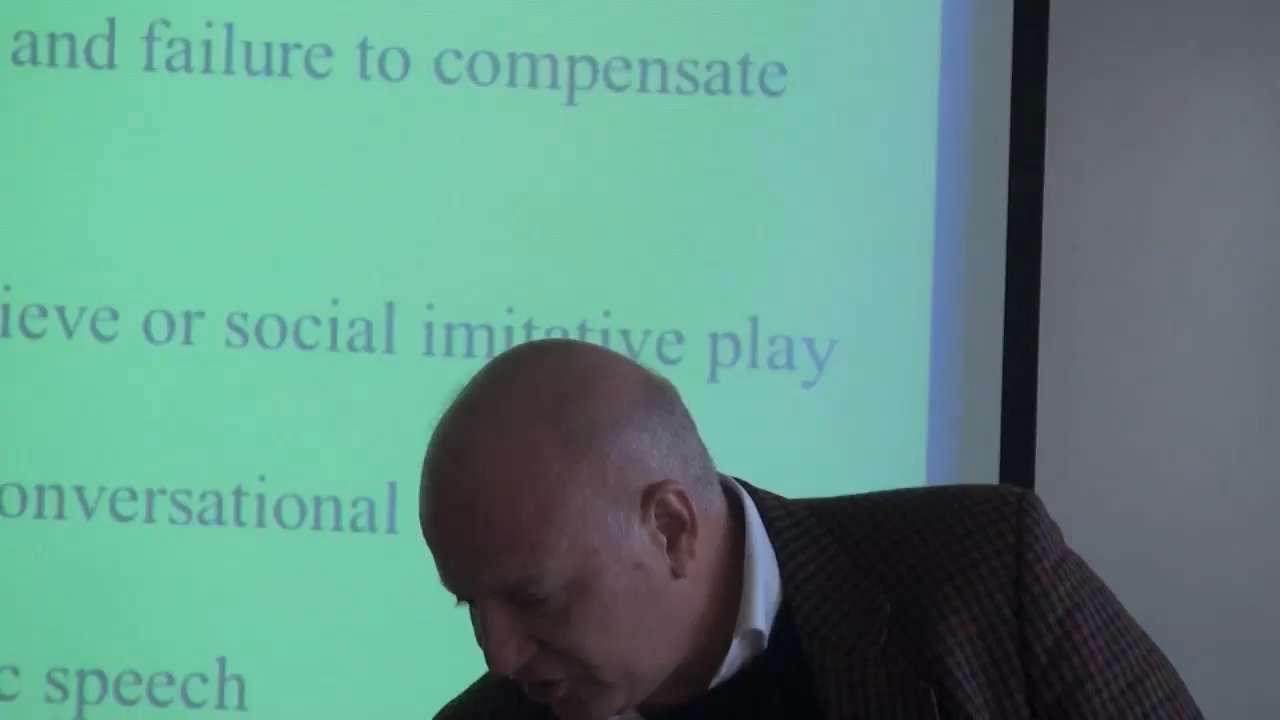 and failure to compensate
ieve or social imitative play
onversational
c speech